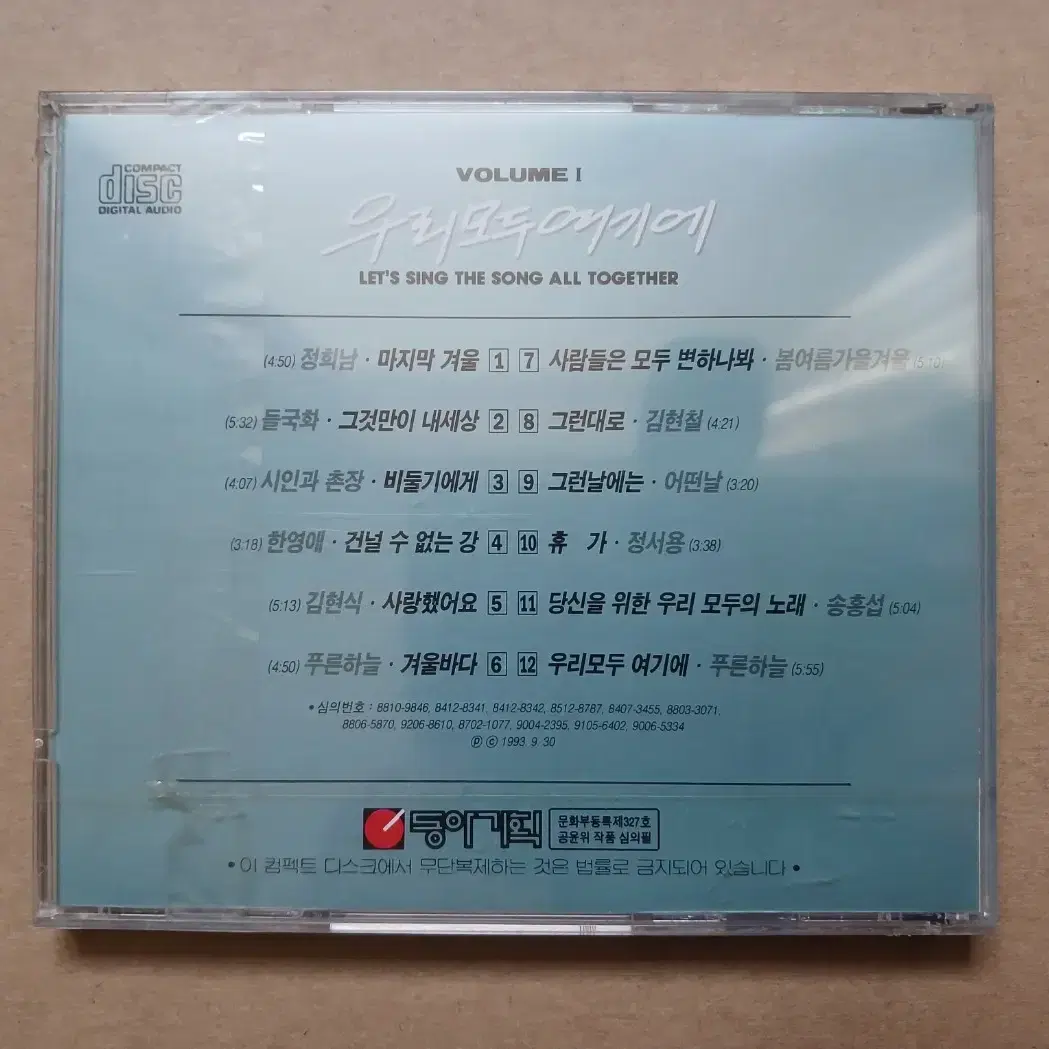 COMPACT
disc
DIGITAL AUDIO
VOLUME I
우리모두여기에
LET'S SING THE SONG ALL TOGETHER
(4:50) 정희남 · 마지막 겨울 1
7 사람들은 모두 변하나봐 · 봄여름가을겨울 (5:10)
(5:32) 들국화 · 그것만이 내세상 2
8 그런대로 · 김현철 (4:21)
(4:07) 시인과 촌장 · 비둘기에게 3
9 그런날에는 · 어떤날 (3:20)
(3:18) 한영애 · 건널 수 없는 강 4
10 휴 가 · 정서용 (3:38)
(5:13) 김현식 · 사랑했어요 5
11 당신을 위한 우리 모두의 노래 · 송홍섭 (5:04)
(4:50) 푸른하늘 · 겨울바다 6
12 우리모두 여기에 · 푸른하늘 (5:55)
• 심의번호 : 8810-9846, 8412-8341, 8412-8342, 8512-8787, 8407-3455, 8803-3071,
8806-5870, 9206-8610, 8702-1077, 9004-2395, 9105-6402, 9006-5334
ⓟ ⓒ 1993. 9. 30
동아기획
문화부등록제327호
공윤위 작품 심의필
• 이 컴팩트 디스크에서 무단복제하는 것은 법률로 금지되어 있습니다 •